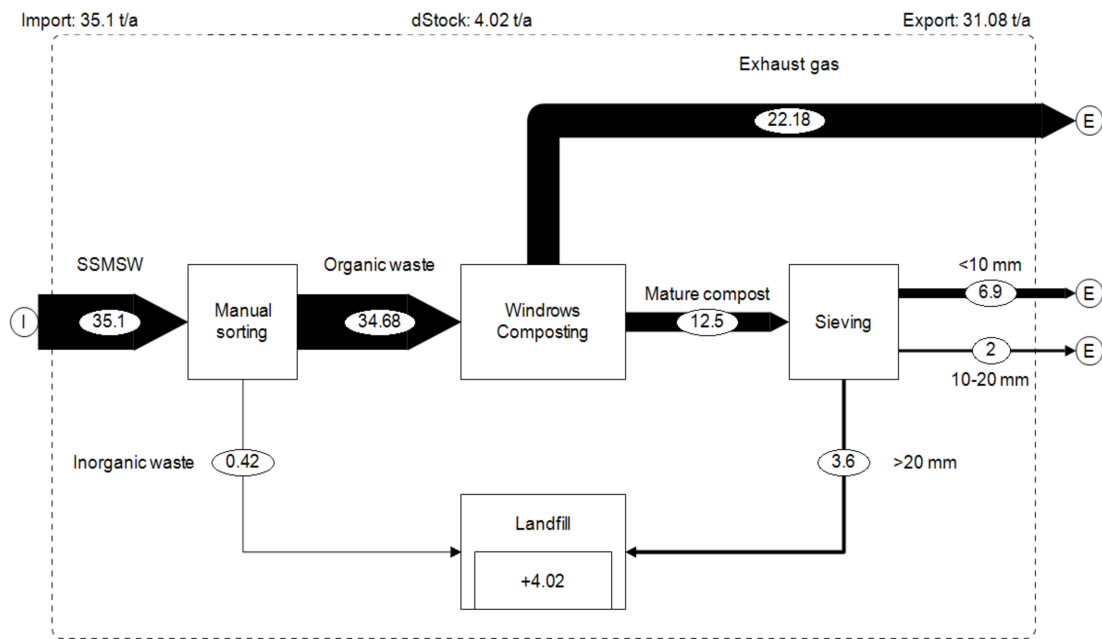 Import: 35.1 t/a
dStock: 4.02 t/a
Export: 31.08 t/a
Exhaust gas
22.18
E
SSMSW
Organic waste
<10 mm
I
35.1
Manual
sorting
34.68
Windrows
Composting
Mature compost
12.5
Sieving
6.9
E
2
E
10-20 mm
Inorganic waste
0.42
3.6
>20 mm
Landfill
+4.02